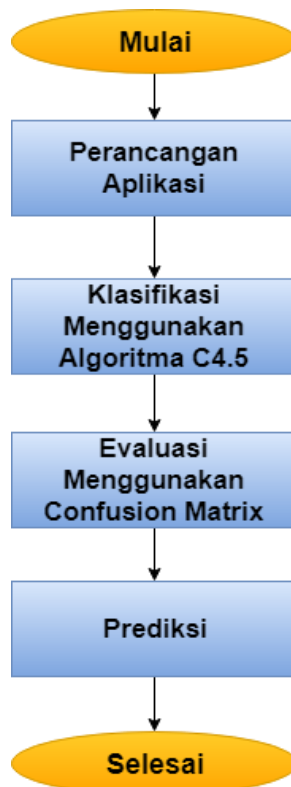 Mulai
Perancangan
Aplikasi
Klasifikasi
Menggunakan
Algoritma C4.5
Evaluasi
Menggunakan
Confusion Matrix
Prediksi
Selesai